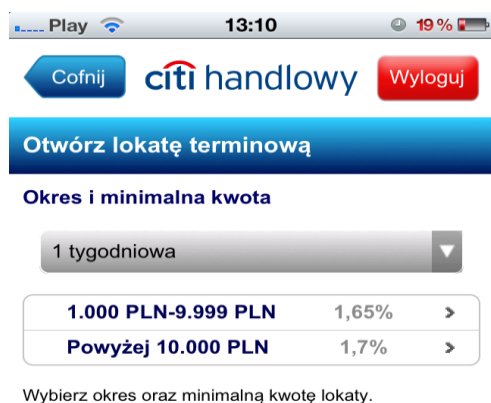 Play 13:10 19 %
Cofnij citi handlowy Wyloguj
Otwórz lokatę terminową
Okres i minimalna kwota
1 tygodniowa
1.000 PLN-9.999 PLN 1,65%
Powyżej 10.000 PLN 1,7%
Wybierz okres oraz minimalną kwotę lokaty.